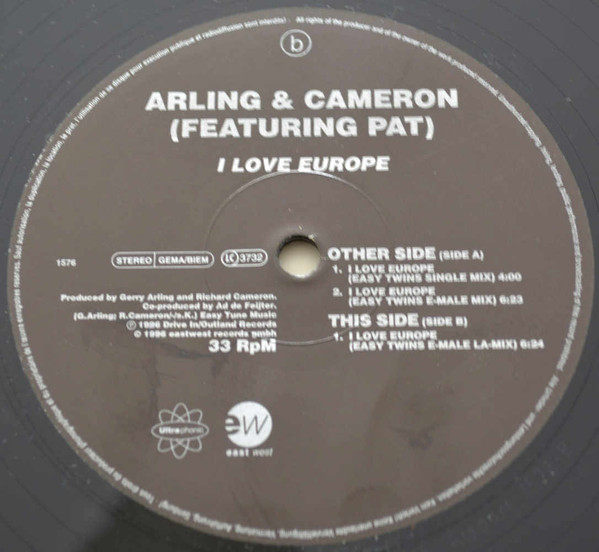 b
ARLING & CAMERON
(FEATURING PAT)
I LOVE EUROPE
1576
STEREO GEMA/BIEM LC 3732
Produced by Gerry Arling and Richard Cameron.
Co-produced by Ad de Feijter.
(G.Arling; R.Cameron/-/s.K.) Easy Tune Music
Ⓟ 1996 Drive In/Outland Records
© 1996 eastwest records gmbh
33 RpM
OTHER SIDE (SIDE A)
1. I LOVE EUROPE
(EASY TWINS SINGLE MIX) 4:00
2. I LOVE EUROPE
(EASY TWINS E-MALE MIX) 6:23
THIS SIDE (SIDE B)
1. I LOVE EUROPE
(EASY TWINS E-MALE LA-MIX) 6:24
Ultraphonic
ew
east west
All rights of the producer and of the owner of the work produced reserved.